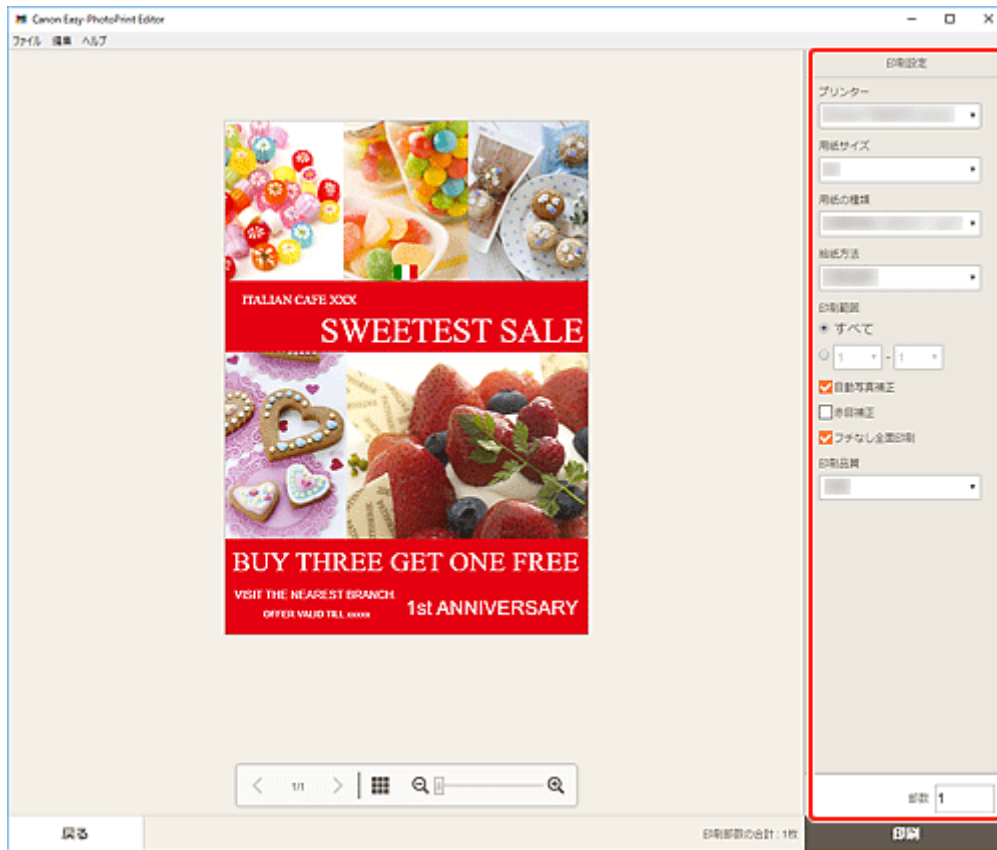 Canon Easy-PhotoPrint Editor
ファイル 編集 ヘルプ
印刷設定
プリンター
用紙サイズ
用紙の種類
給紙方法
印刷範囲
すべて
1 - 1
自動写真補正
赤目補正
フチなし全面印刷
印刷品質
ITALIAN CAFE XXX
SWEETEST SALE
BUY THREE GET ONE FREE
VISIT THE NEAREST BRANCH.
OFFER VALID TILL xxxxx
1st ANNIVERSARY
1/1
部数 1
戻る
印刷部数の合計 : 1枚
印刷